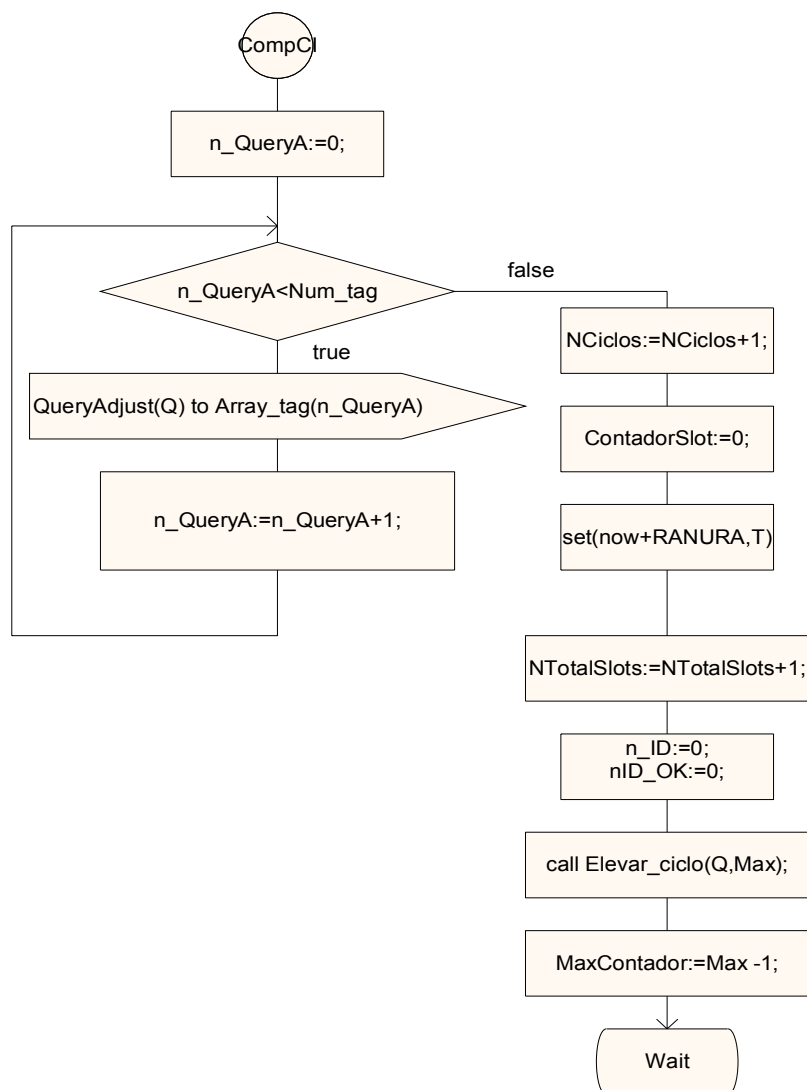 CompCI
n_QueryA:=0;
n_QueryA<Num_tag
false
true
QueryAdjust(Q) to Array_tag(n_QueryA)
n_QueryA:=n_QueryA+1;
NCiclos:=NCiclos+1;
ContadorSlot:=0;
set(now+RANURA,T)
NTotalSlots:=NTotalSlots+1;
n_ID:=0;
nID_OK:=0;
call Elevar_ciclo(Q,Max);
MaxContador:=Max -1;
Wait